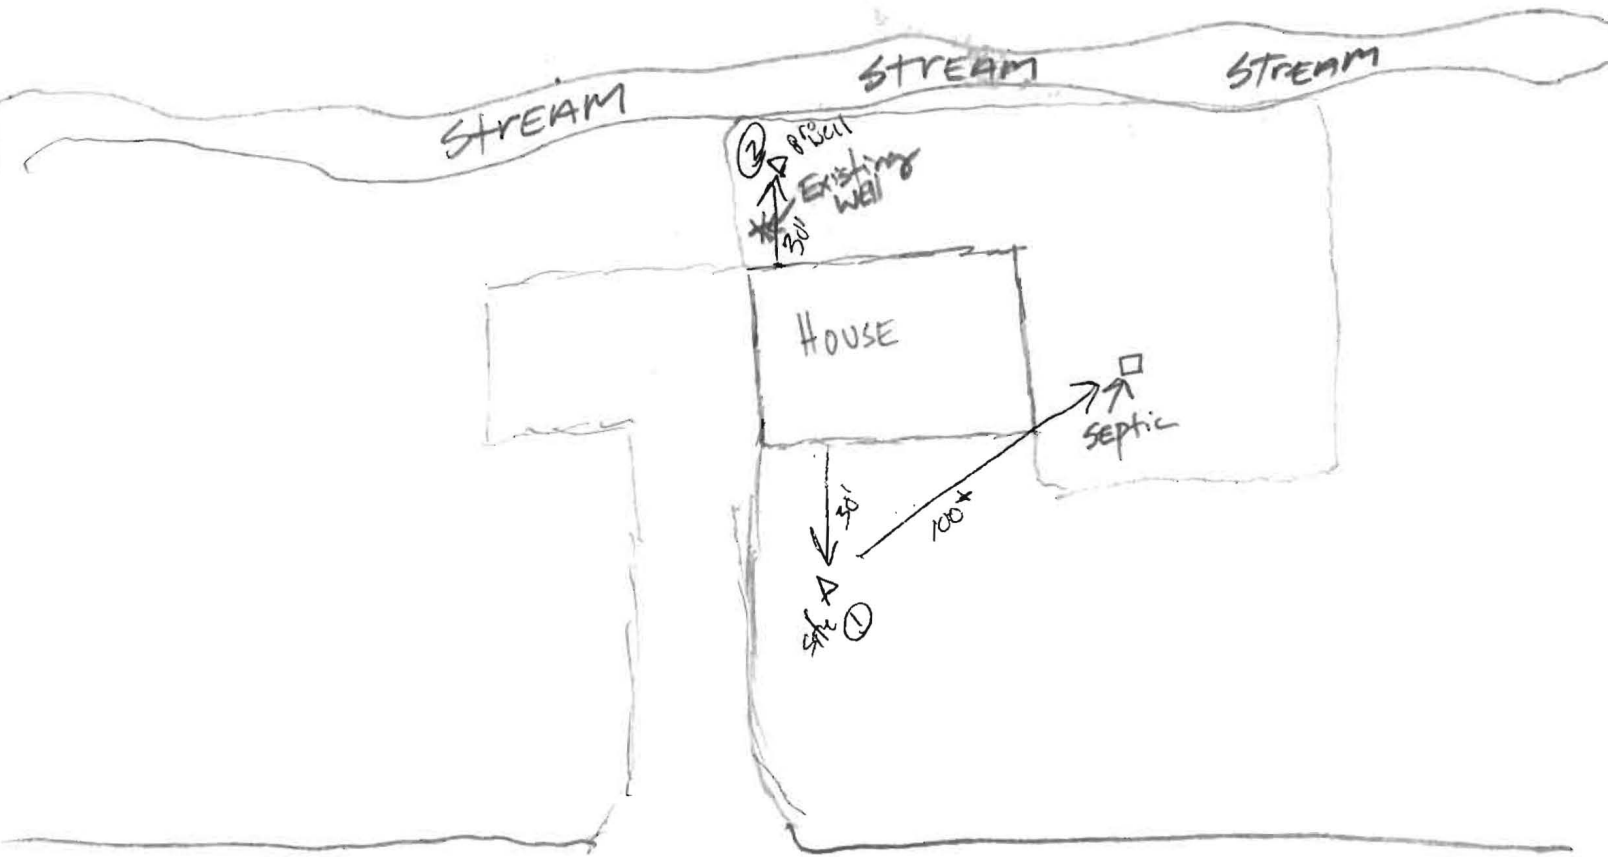 StrEAM
StrEAM
StrEAM
②
Existing
WEll
30'
HOUSE
SEptic
30'
100+
Site ①